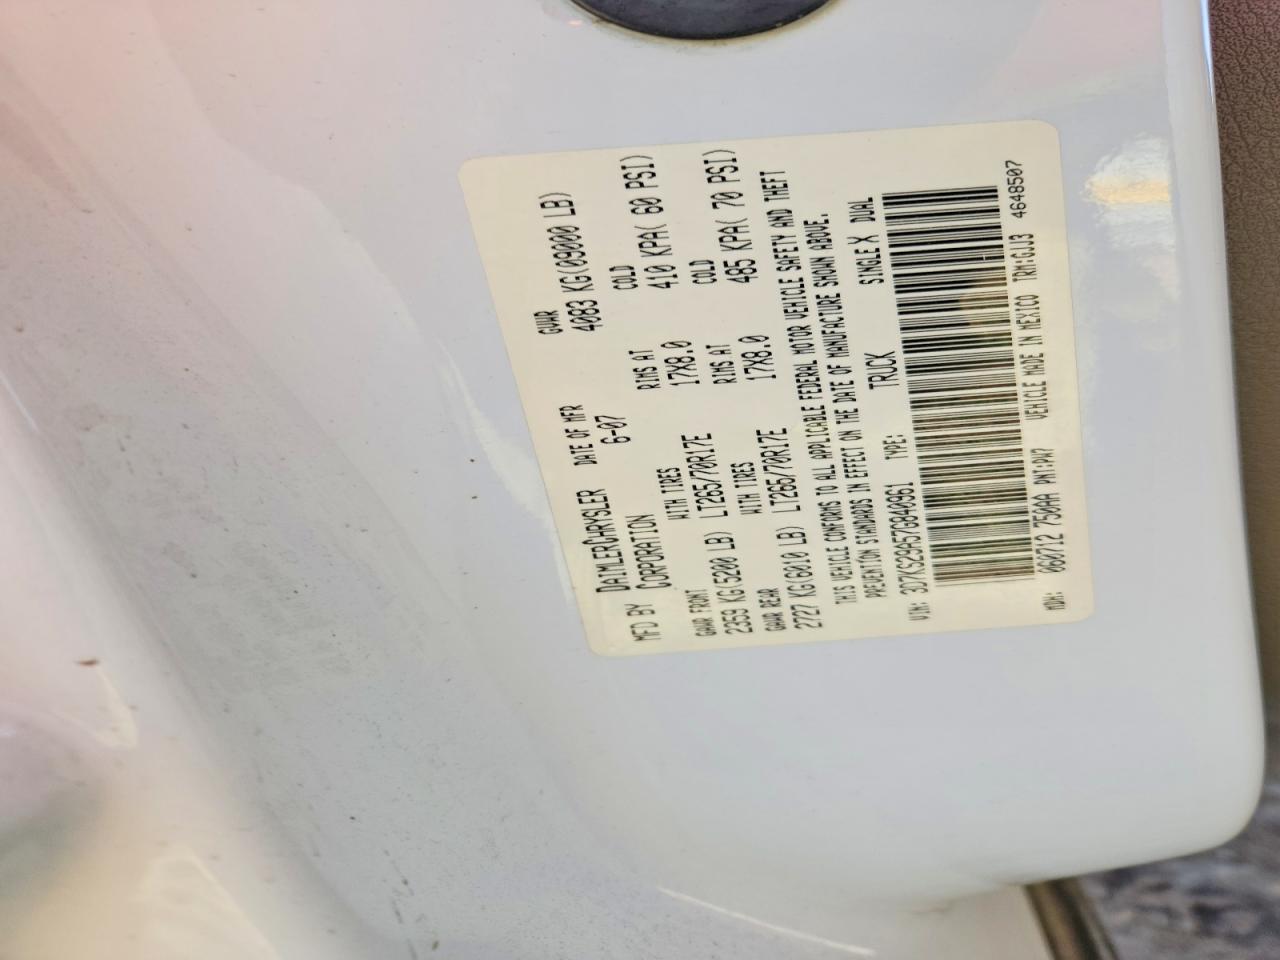 MFD BY DAIMLERCHRYSLER DATE OF MFR GVWR
CORPORATION 6-07 4083 KG(09000 LB)
GAWR FRONT WITH TIRES RIMS AT COLD
2359 KG(5200 LB) LT265/70R17E 17X8.0 410 KPA( 60 PSI)
GAWR REAR WITH TIRES RIMS AT COLD
2727 KG(6010 LB) LT265/70R17E 17X8.0 485 KPA( 70 PSI)
THIS VEHICLE CONFORMS TO ALL APPLICABLE FEDERAL MOTOR VEHICLE SAFETY AND THEFT
PREVENTION STANDARDS IN EFFECT ON THE DATE OF MANUFACTURE SHOWN ABOVE.
VIN: 3D7KS29A57G840961 TYPE: TRUCK SINGLE X DUAL
MDH: 060712 750AA PNT:PW7 VEHICLE MADE IN MEXICO TRM:GJJ3 4648507